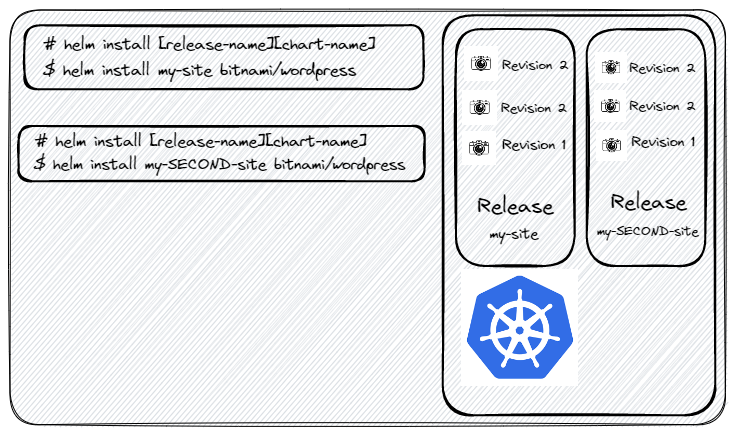 # helm install [release-name][chart-name]
$ helm install my-site bitnami/wordpress
# helm install [release-name][chart-name]
$ helm install my-SECOND-site bitnami/wordpress
Revision 2
Revision 2
Revision 1
Release
my-site
Revision 2
Revision 2
Revision 1
Release
my-SECOND-site